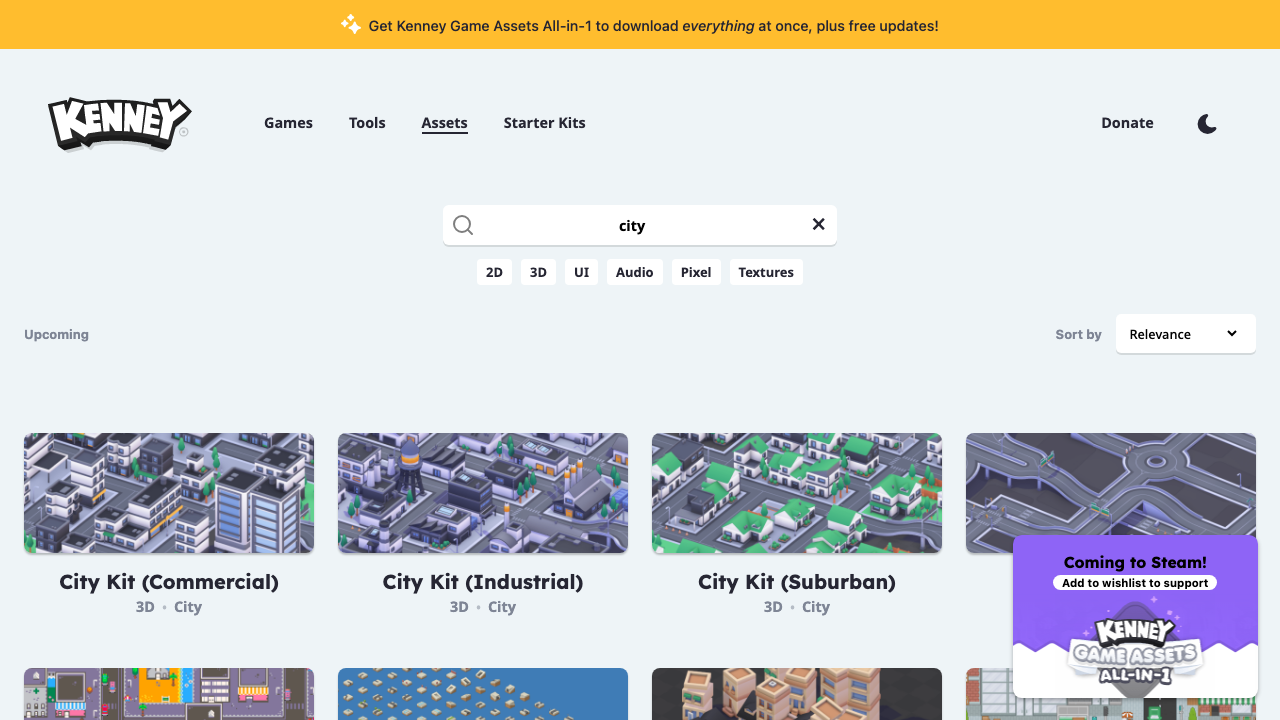 Get Kenney Game Assets All-in-1 to download everything at once, plus free updates!
KENNEY
Games
Tools
Assets
Starter Kits
Donate
city
2D
3D
UI
Audio
Pixel
Textures
Upcoming
Sort by
Relevance
City Kit (Commercial)
3D • City
City Kit (Industrial)
3D • City
City Kit (Suburban)
3D • City
Coming to Steam!
Add to wishlist to support
KENNEY
GAME ASSETS
ALL-IN-1